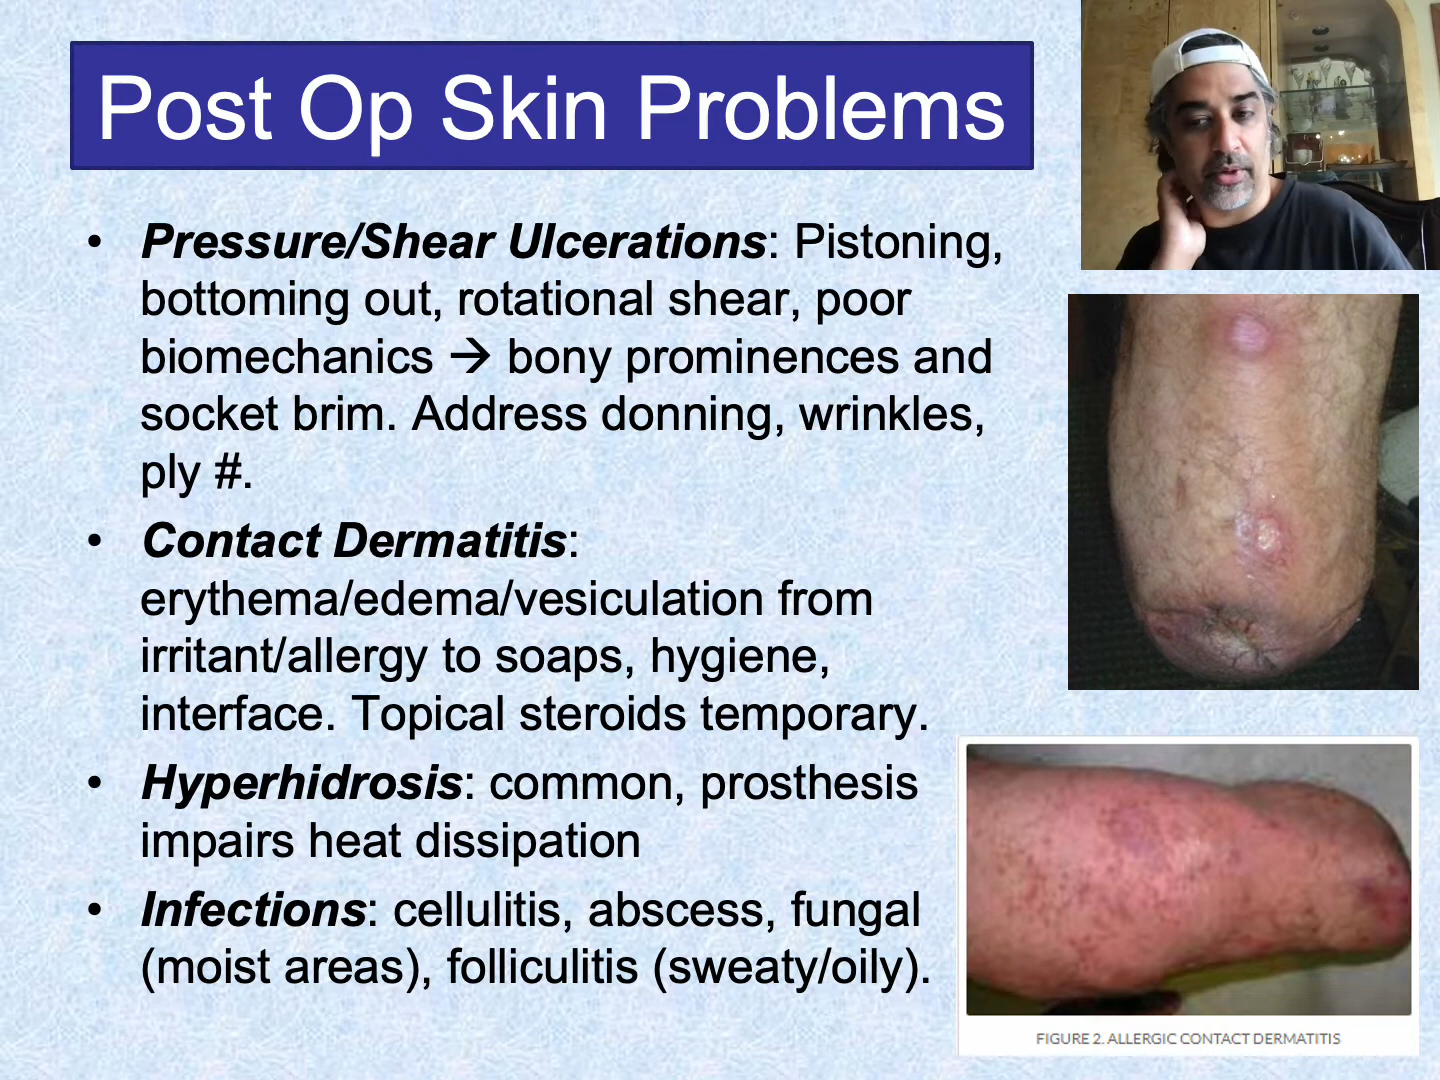 Post Op Skin Problems
• Pressure/Shear Ulcerations: Pistoning,
bottoming out, rotational shear, poor
biomechanics → bony prominences and
socket brim. Address donning, wrinkles,
ply #.
• Contact Dermatitis:
erythema/edema/vesiculation from
irritant/allergy to soaps, hygiene,
interface. Topical steroids temporary.
• Hyperhidrosis: common, prosthesis
impairs heat dissipation
• Infections: cellulitis, abscess, fungal
(moist areas), folliculitis (sweaty/oily).
FIGURE 2. ALLERGIC CONTACT DERMATITIS